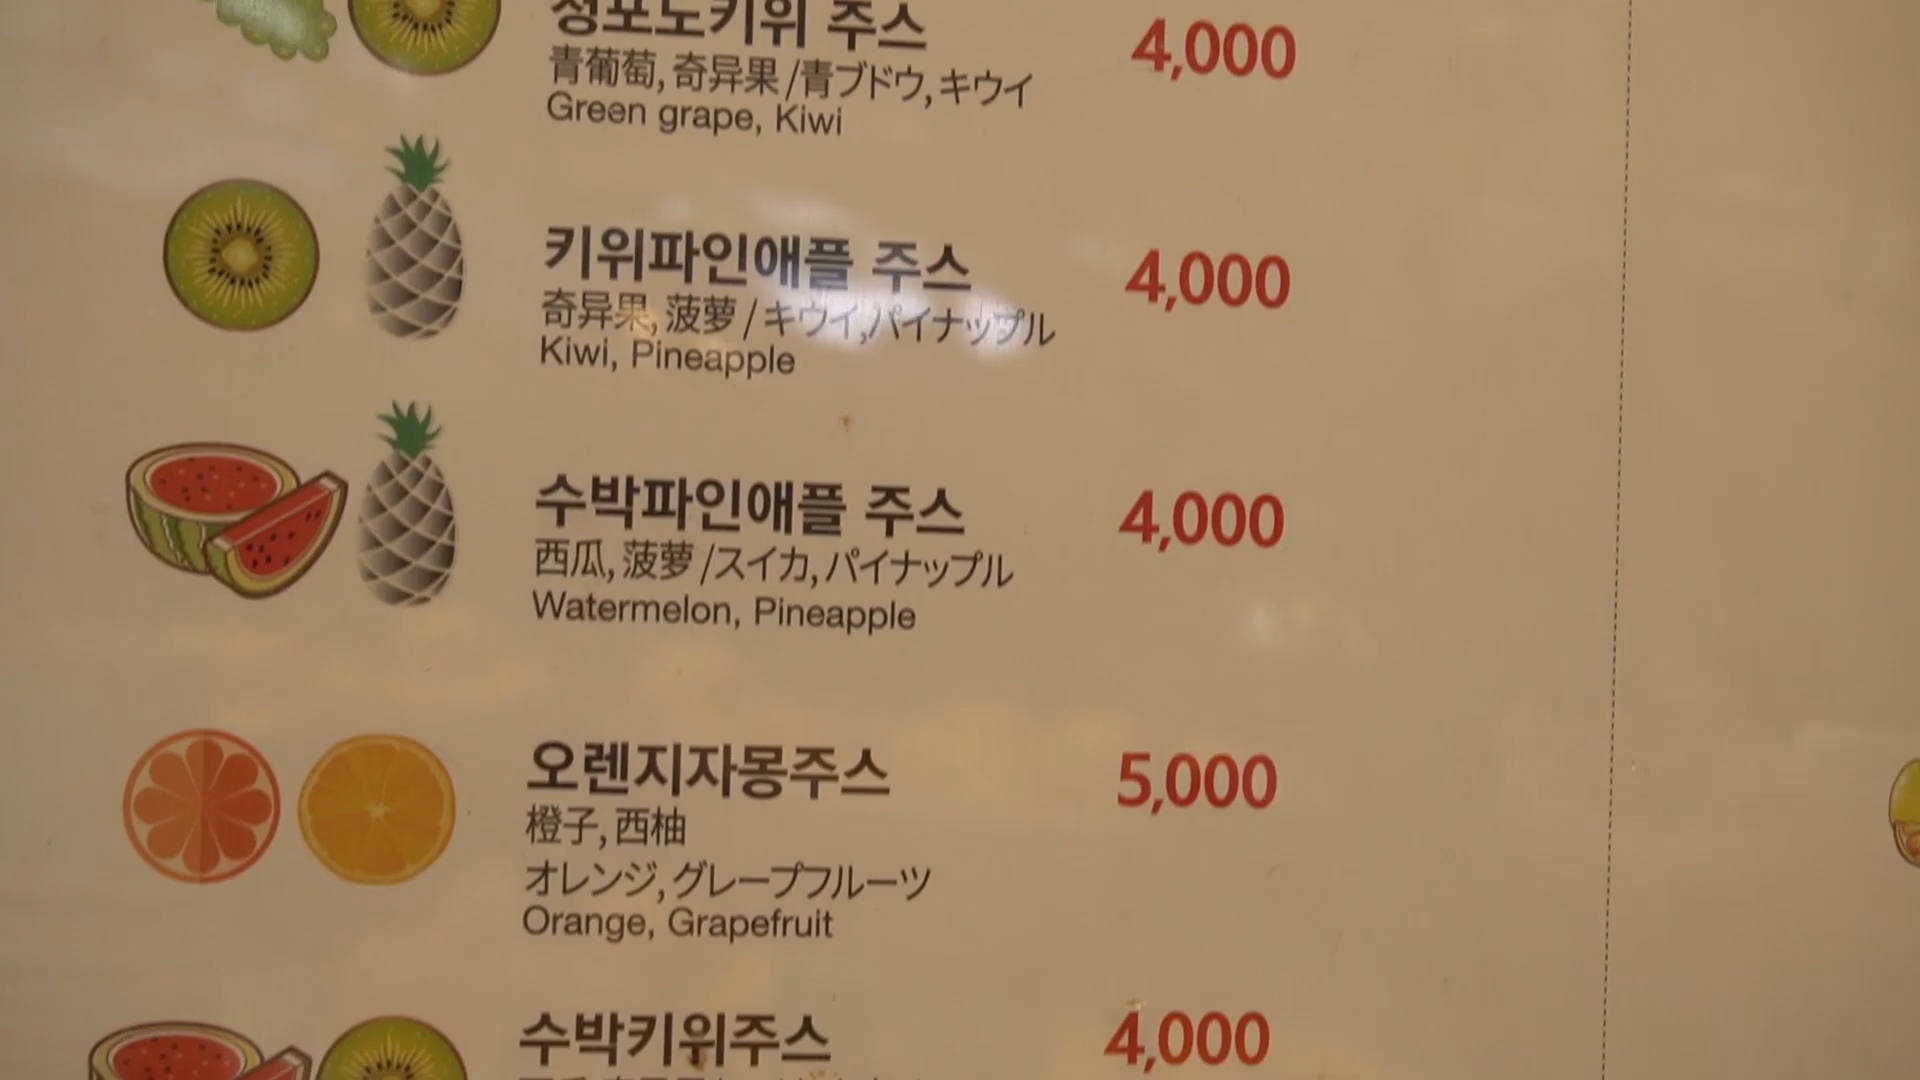 청포도키위 주스 4,000
青葡萄, 奇异果 /青ブドウ, キウイ
Green grape, Kiwi
키위파인애플 주스 4,000
奇异果, 菠萝 / キウイ,パイナップル
Kiwi, Pineapple
수박파인애플 주스 4,000
西瓜, 菠萝 /スイカ, パイナップル
Watermelon, Pineapple
오렌지자몽주스 5,000
橙子, 西柚
オレンジ, グレープフルーツ
Orange, Grapefruit
수박키위주스 4,000